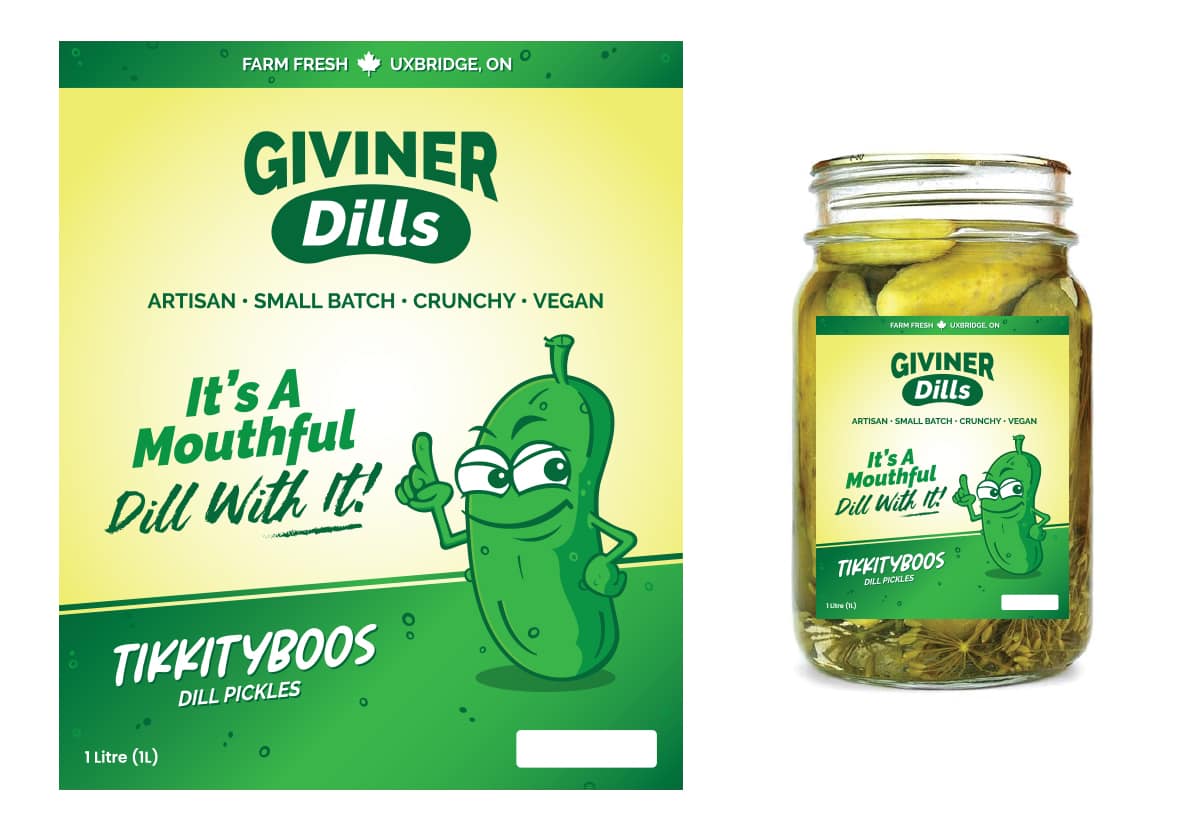 FARM FRESH UXBRIDGE, ON
GIVINER
Dills
ARTISAN • SMALL BATCH • CRUNCHY • VEGAN
It's A
Mouthful
Dill With It!
TIKKITYBOOS
DILL PICKLES
1 Litre (1L)
FARM FRESH UXBRIDGE, ON
GIVINER
Dills
ARTISAN • SMALL BATCH • CRUNCHY • VEGAN
It's A
Mouthful
Dill With It!
TIKKITYBOOS
DILL PICKLES
1 Litre (1L)